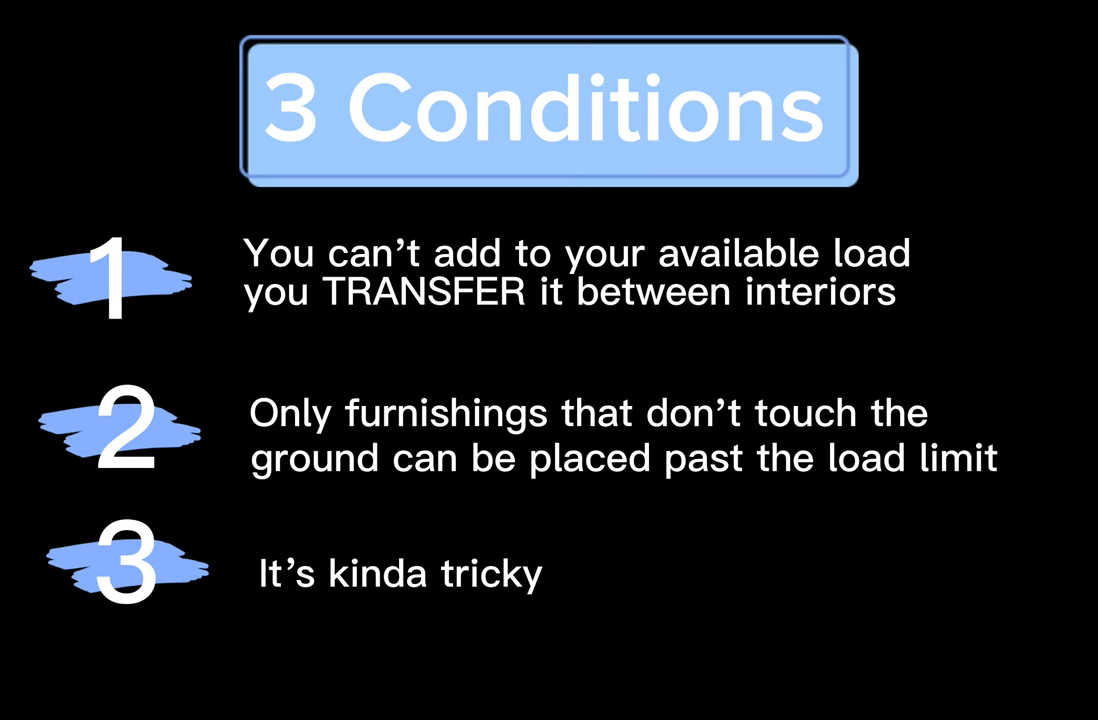 3 Conditions
1
You can’t add to your available load
you TRANSFER it between interiors
2
Only furnishings that don’t touch the
ground can be placed past the load limit
3
It’s kinda tricky